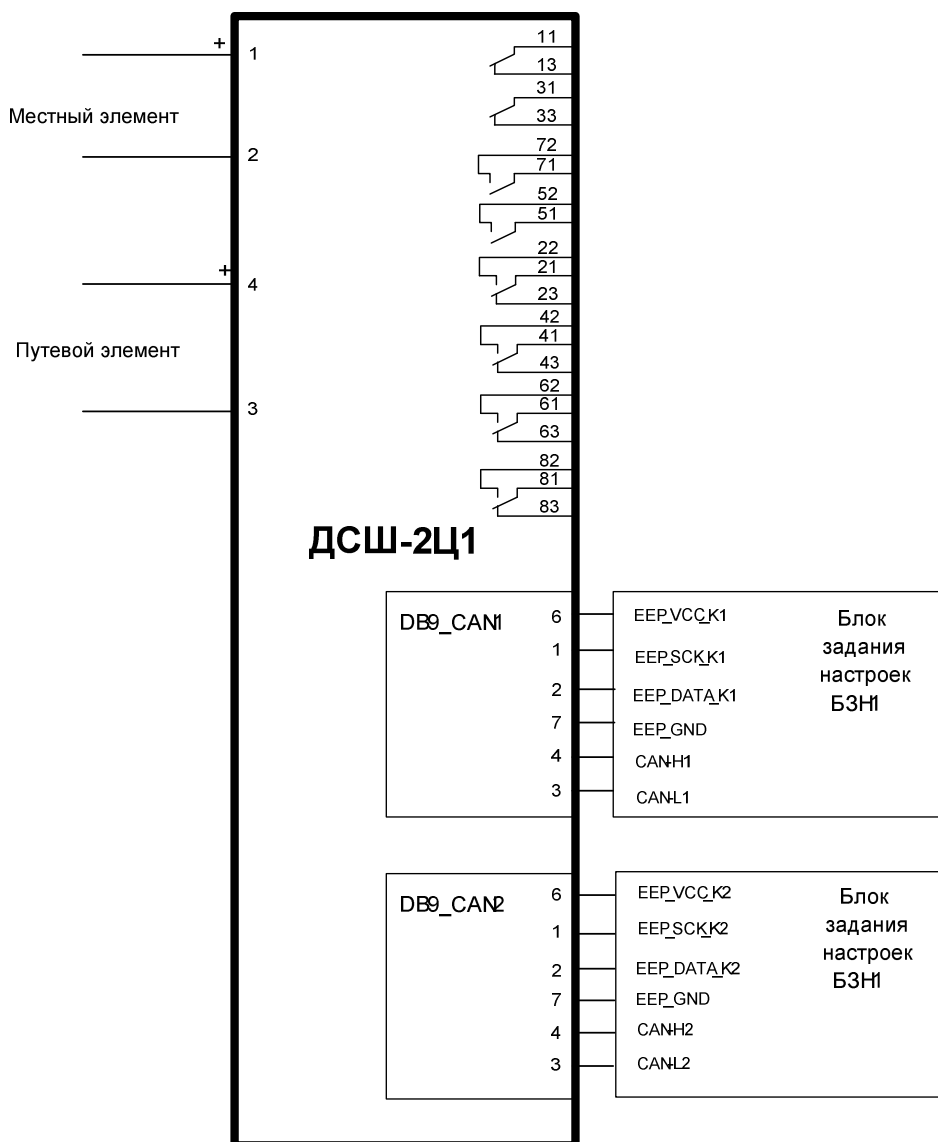 +
1
Местный элемент
2
+
4
Путевой элемент
3
11
13
31
33
72
71
52
51
22
21
23
42
41
43
62
61
63
82
81
83
ДСШ-2Ц1
DB9_CAN1
6
1
2
7
4
3
EEP_VCC_K1
EEP_SCK_K1
EEP_DATA_K1
EEP_GND
CAN-H1
CAN-L1
Блок
задания
настроек
БЗН1
DB9_CAN2
6
1
2
7
4
3
EEP_VCC_K2
EEP_SCK_K2
EEP_DATA_K2
EEP_GND
CAN-H2
CAN-L2
Блок
задания
настроек
БЗН1